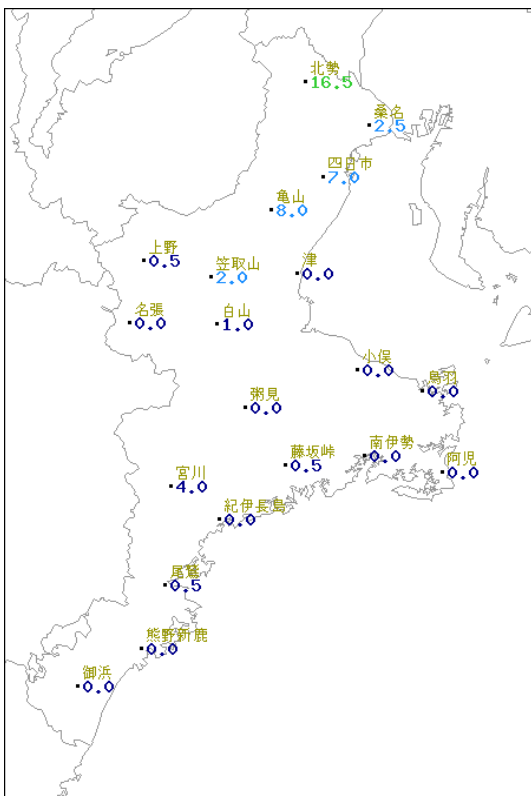 北勢
16.5
桑名
2.5
四日市
7.0
亀山
8.0
上野
0.5
笠取山
2.0
津
0.0
名張
0.0
白山
1.0
小俣
0.0
鳥羽
0.0
粥見
0.0
南伊勢
0.0
藤坂峠
0.5
阿児
0.0
宮川
4.0
紀伊長島
0.0
尾鷲
0.5
熊野新鹿
0.0
御浜
0.0